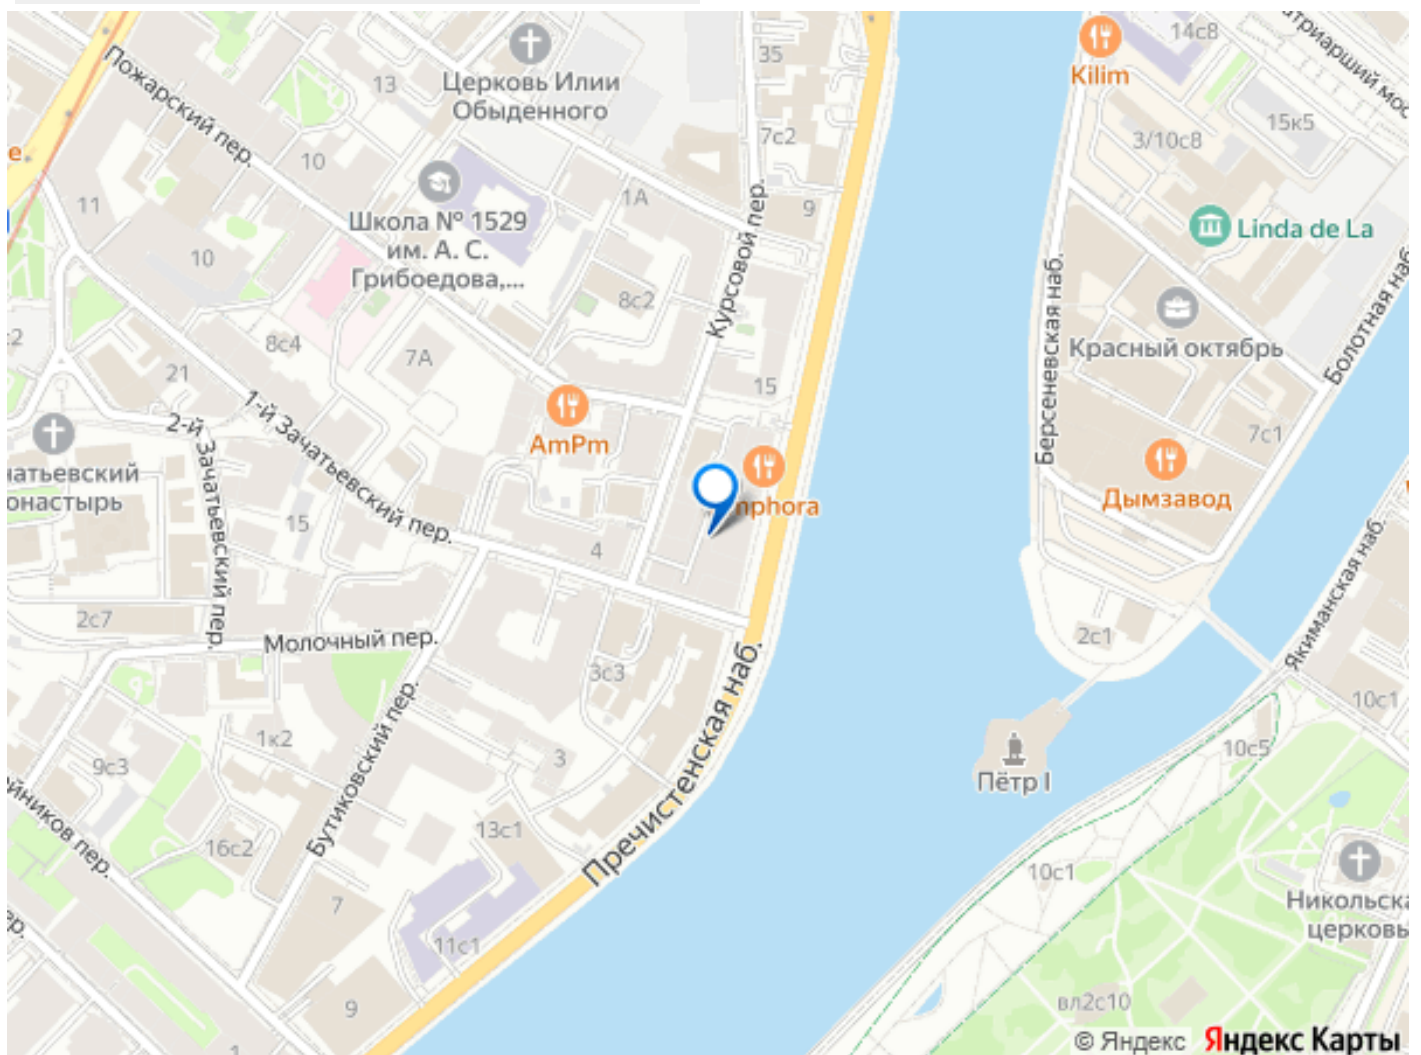 Пожарский пер.
13
Церковь Илии
Обыденного
35
7с2
14с8
Kilim
3/10с8
15к5
11
10
10
Школа № 1529
им. А. С.
Грибоедова,...
1А
9
Курсовой пер.
8с2
Linda de La
Красный октябрь
Берсеневская наб.
Болотная наб.
8с4
7А
21
15
AmPm
7с1
Дымзавод
1-й Зачатьевский пер.
2-й Зачатьевский пер.
15
4
2с7
Молочный пер.
3с3
2с1
Якиманская наб.
10с1
10с5
Пётр I
1к2
9с3
Бутиковский пер.
3
Пречистенская наб.
13с1
16с2
7
11с1
9
10с1
вл2с10
1
© Яндекс Яндекс Карты